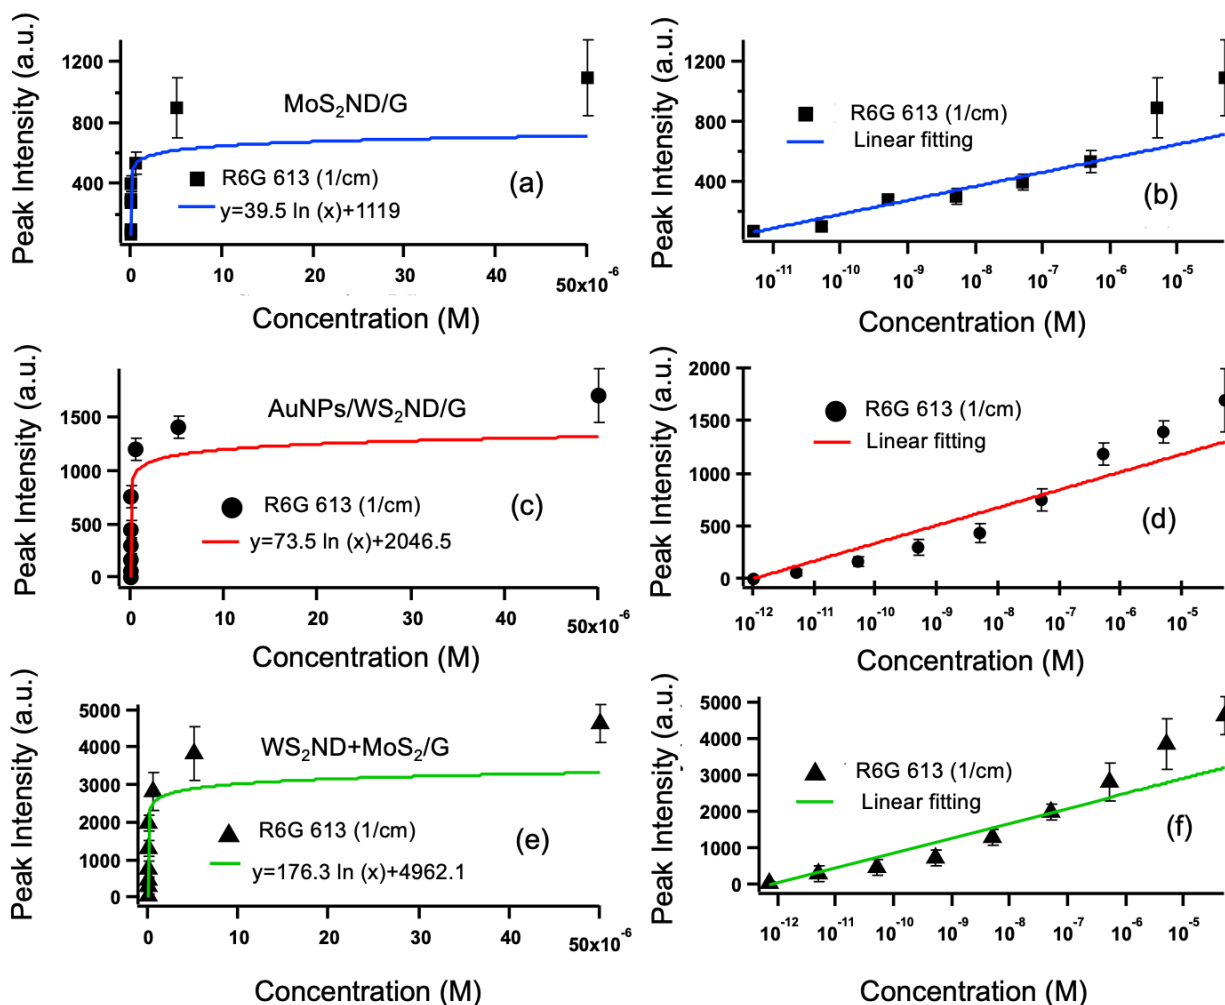 Peak Intensity (a.u.)
1200
800
400
0
10
20
30
40
50x10⁻⁶
MoS₂ND/G
R6G 613 (1/cm)
y=39.5 ln (x)+1119
(a)
Concentration (M)
Peak Intensity (a.u.)
1200
800
400
10⁻¹¹
10⁻¹⁰
10⁻⁹
10⁻⁸
10⁻⁷
10⁻⁶
10⁻⁵
R6G 613 (1/cm)
Linear fitting
(b)
Concentration (M)
Peak Intensity (a.u.)
1500
1000
500
0
0
10
20
30
40
50x10⁻⁶
AuNPs/WS₂ND/G
R6G 613 (1/cm)
y=73.5 ln (x)+2046.5
(c)
Concentration (M)
Peak Intensity (a.u.)
2000
1500
1000
500
0
10⁻¹²
10⁻¹¹
10⁻¹⁰
10⁻⁹
10⁻⁸
10⁻⁷
10⁻⁶
10⁻⁵
R6G 613 (1/cm)
Linear fitting
(d)
Concentration (M)
Peak Intensity (a.u.)
5000
4000
3000
2000
1000
0
0
10
20
30
40
50x10⁻⁶
WS₂ND+MoS₂/G
R6G 613 (1/cm)
y=176.3 ln (x)+4962.1
(e)
Concentration (M)
Peak Intensity (a.u.)
5000
4000
3000
2000
1000
0
10⁻¹²
10⁻¹¹
10⁻¹⁰
10⁻⁹
10⁻⁸
10⁻⁷
10⁻⁶
10⁻⁵
R6G 613 (1/cm)
Linear fitting
(f)
Concentration (M)